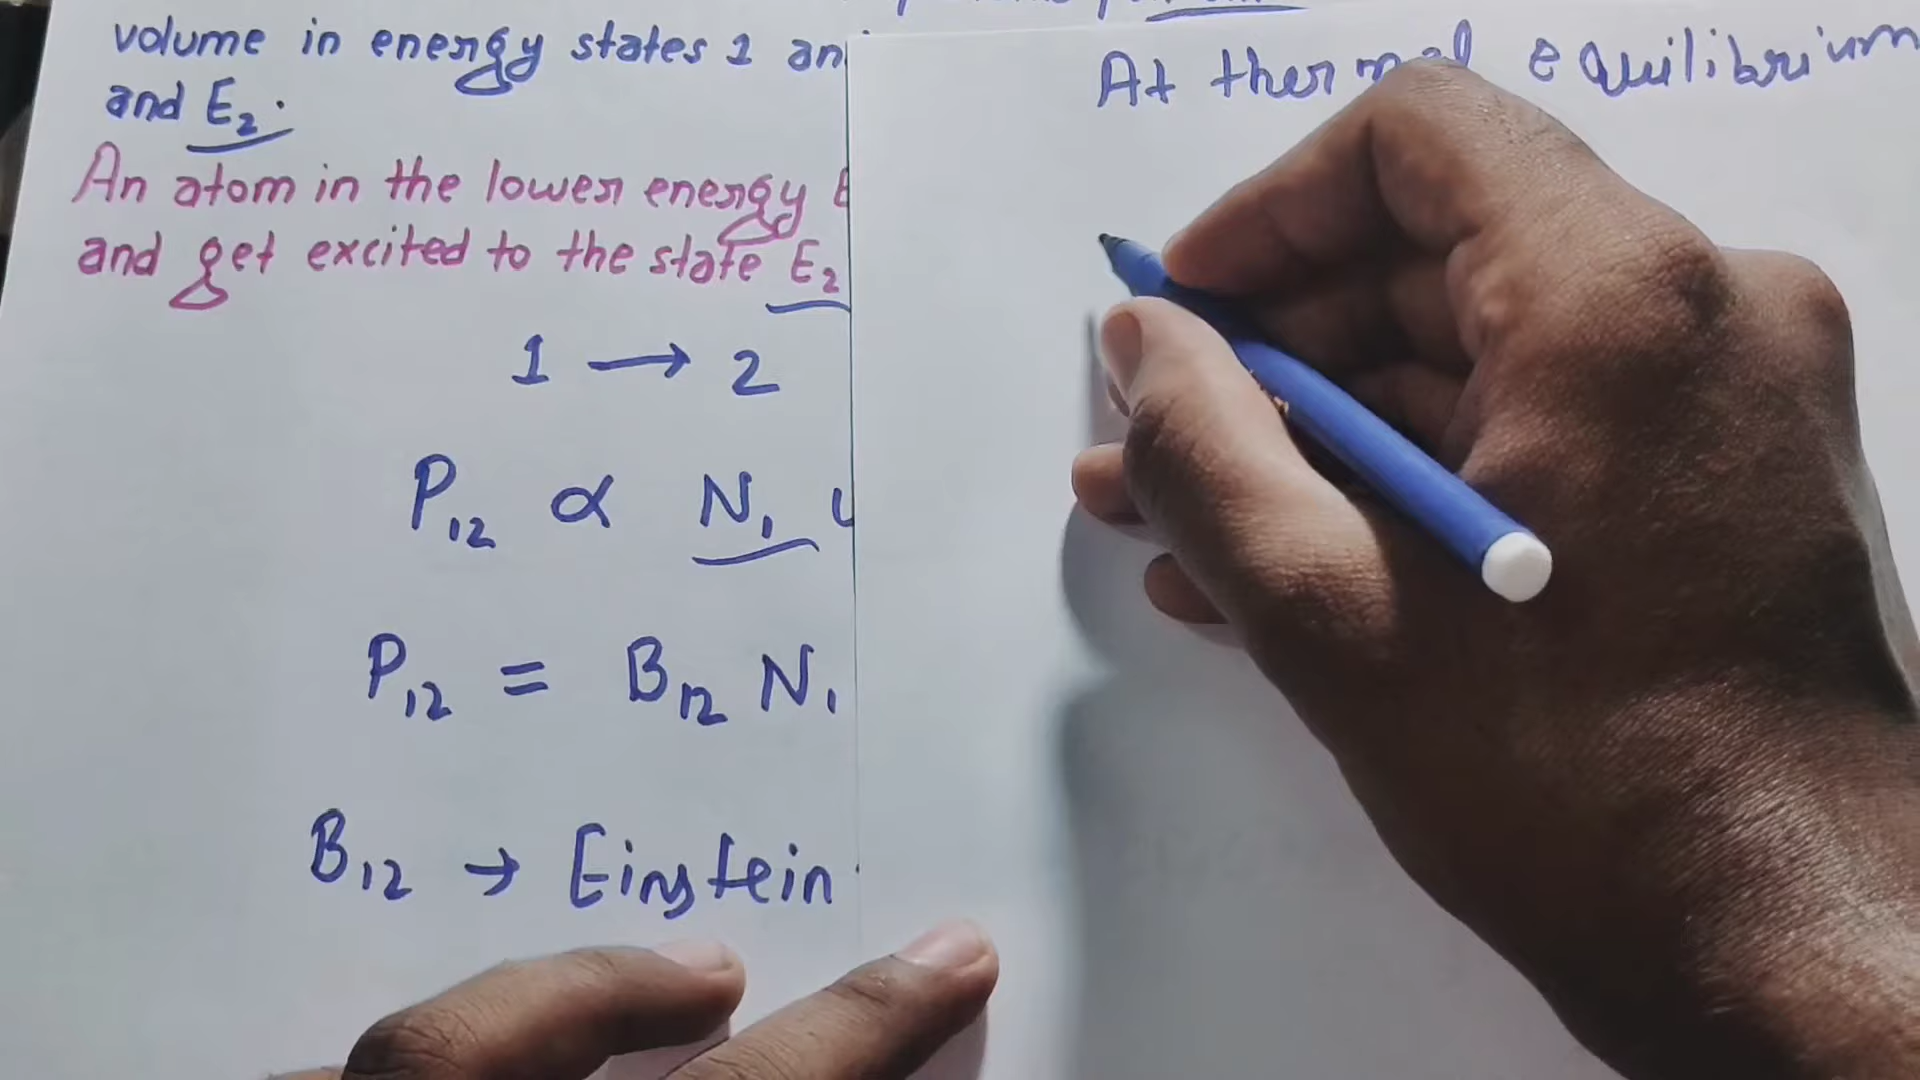 volume in energy states 1 an
and E₂.
An atom in the lower energy E
and get excited to the state E₂
1 → 2
P₁₂ α N₁ u
P₁₂ = B₁₂ N₁
B₁₂ → Einstein
At thermal equilibrium